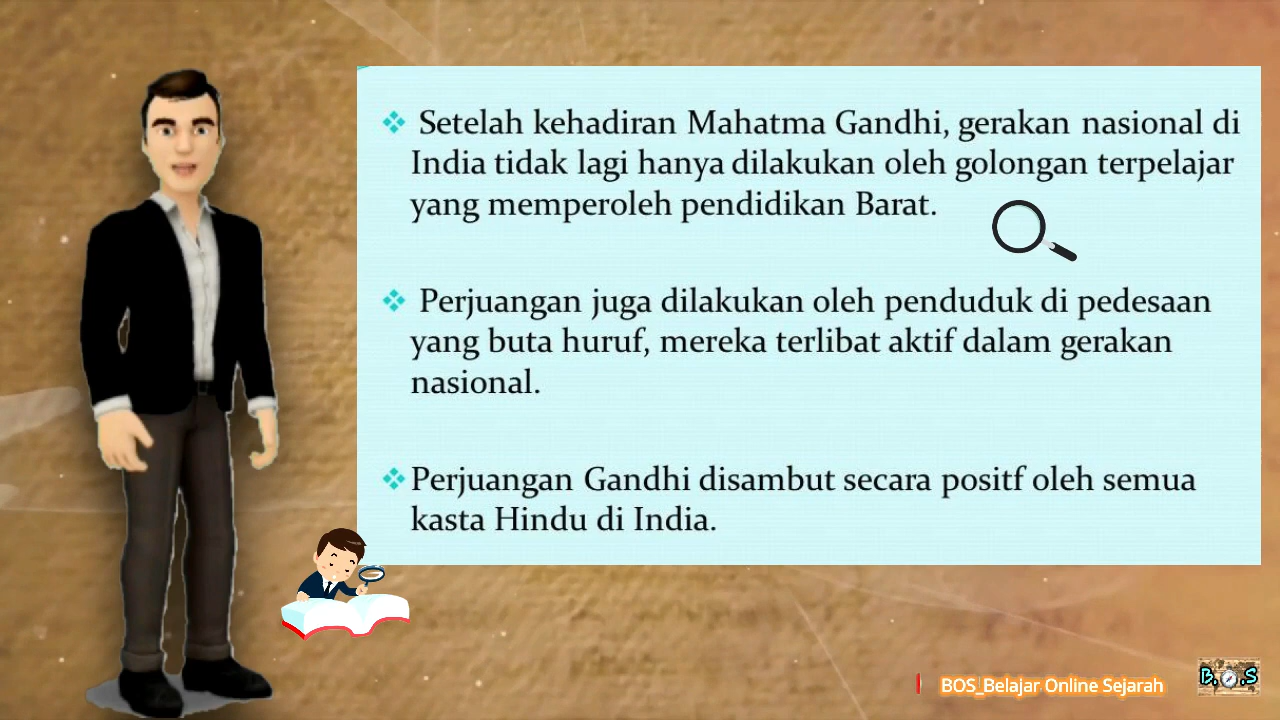 Setelah kehadiran Mahatma Gandhi, gerakan nasional di
India tidak lagi hanya dilakukan oleh golongan terpelajar
yang memperoleh pendidikan Barat.
Perjuangan juga dilakukan oleh penduduk di pedesaan
yang buta huruf, mereka terlibat aktif dalam gerakan
nasional.
Perjuangan Gandhi disambut secara positf oleh semua
kasta Hindu di India.
BOS_Belajar Online Sejarah
B.O.S